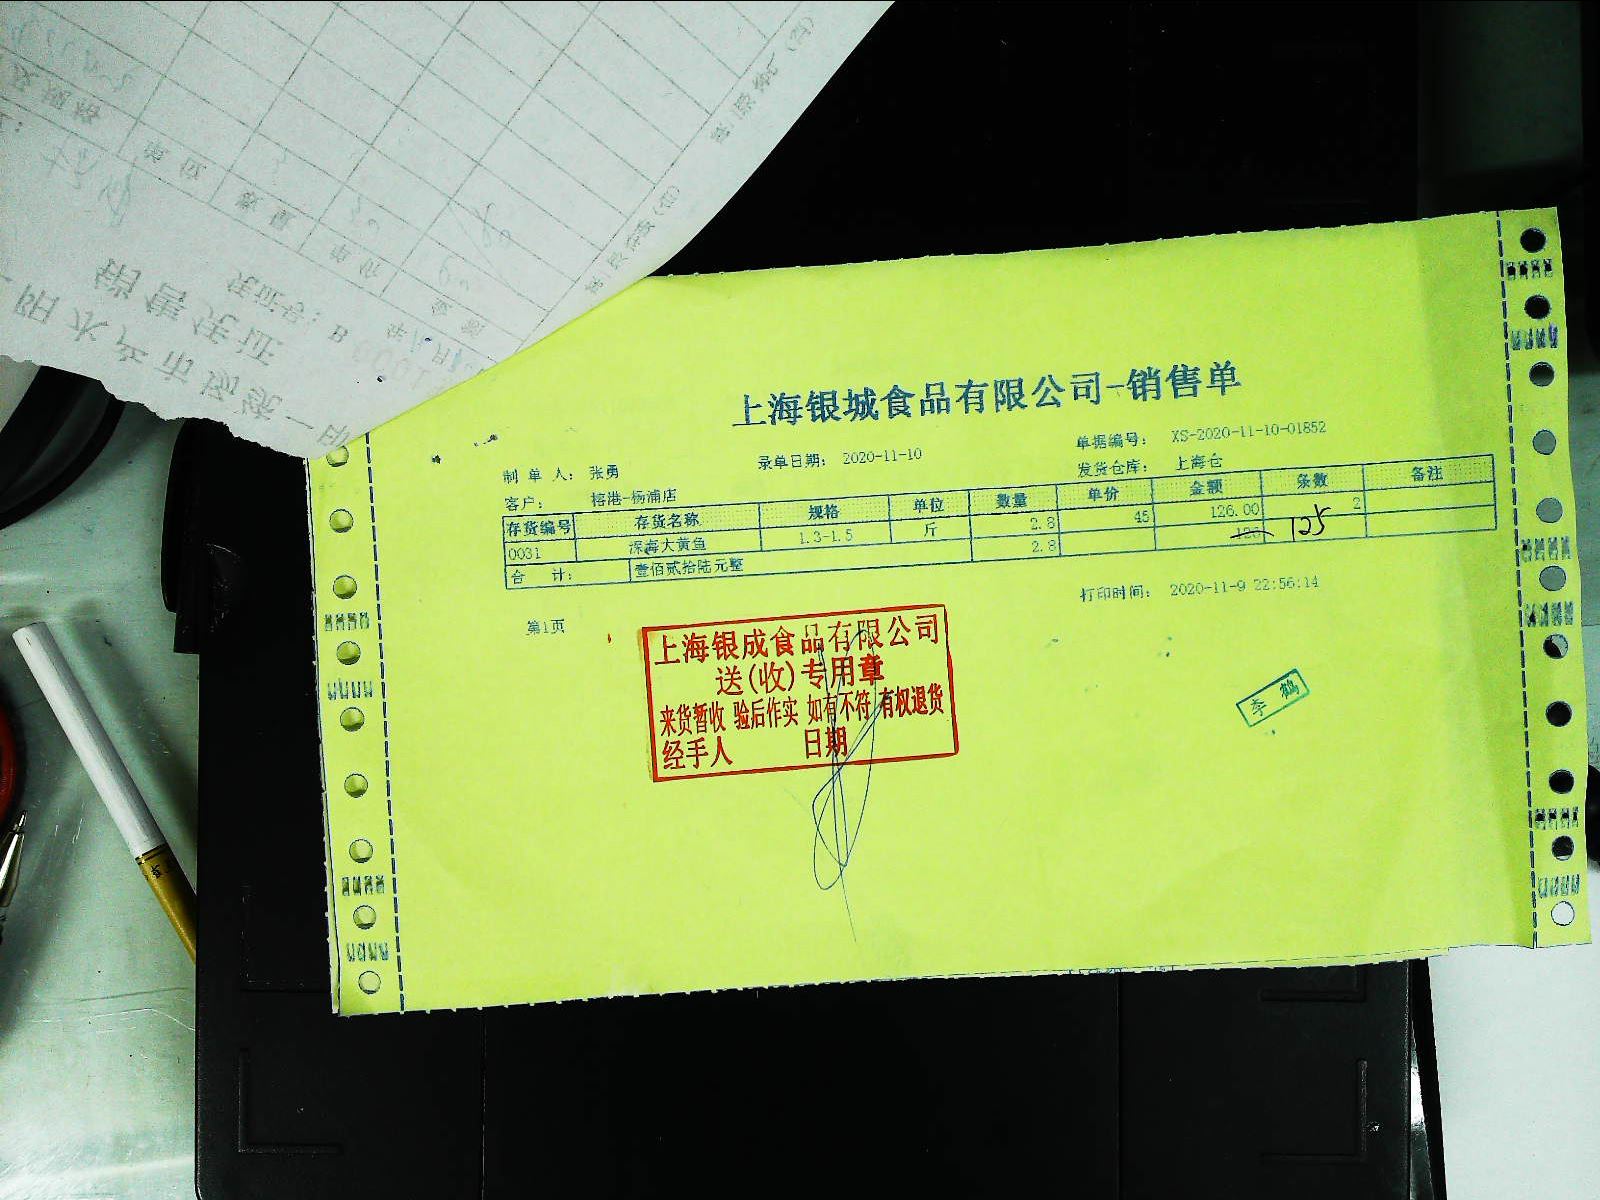 上海银城食品有限公司-销售单
制 单 人: 张勇 录单日期: 2020-11-10 单据编号: XS-2020-11-10-01852
客户: 榕港-杨浦店 发货仓库: 上海仓
存货编号 存货名称 规格 单位 数量 单价 金额 条数 备注
0031 深海大黄鱼 1.3-1.5 斤 2.8 45 126.00 2
合 计: 壹佰贰拾陆元整 2.8 126 125
第1页 打印时间: 2020-11-9 22:56:14
上海银成食品有限公司
送(收)专用章
来货暂收 验后作实 如有不符 有权退货
经手人 日期
李鹤
销售凭证